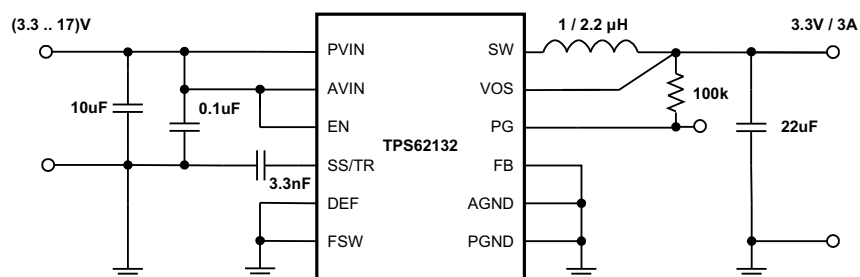 (3.3 .. 17)V
1 / 2.2 µH
3.3V / 3A
PVIN
SW
AVIN
VOS
100k
10uF
0.1uF
EN
PG
22uF
TPS62132
SS/TR
FB
3.3nF
DEF
AGND
FSW
PGND